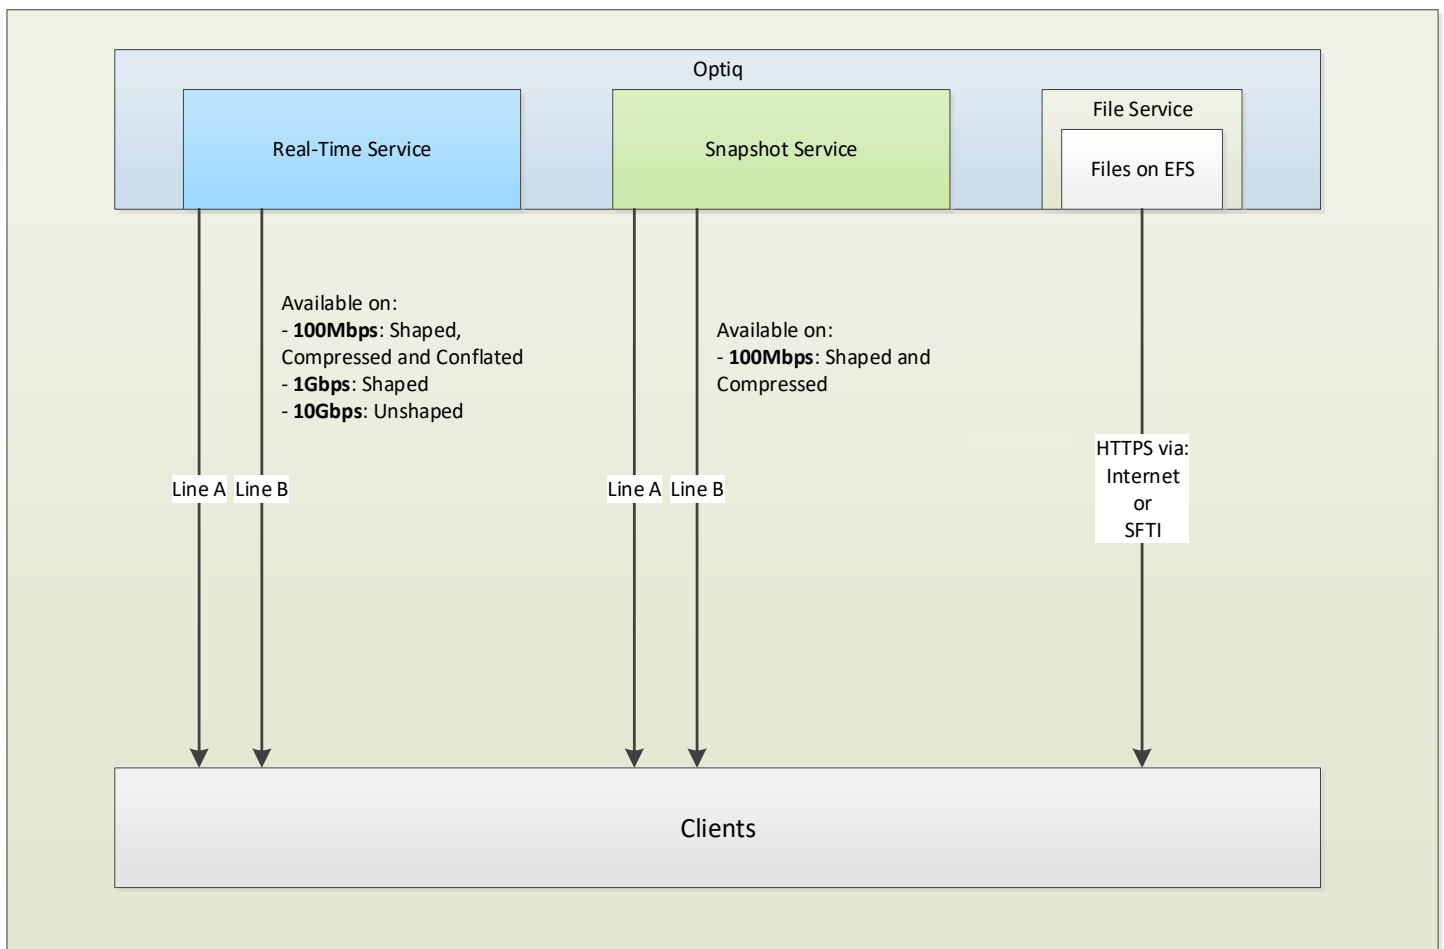 Optiq
Real-Time Service
Snapshot Service
File Service
Files on EFS
Available on:
- 100Mbps: Shaped,
Compressed and Conflated
- 1Gbps: Shaped
- 10Gbps: Unshaped
Available on:
- 100Mbps: Shaped and
Compressed
HTTPS via:
Internet
or
SFTI
Line A
Line B
Line A
Line B
Clients